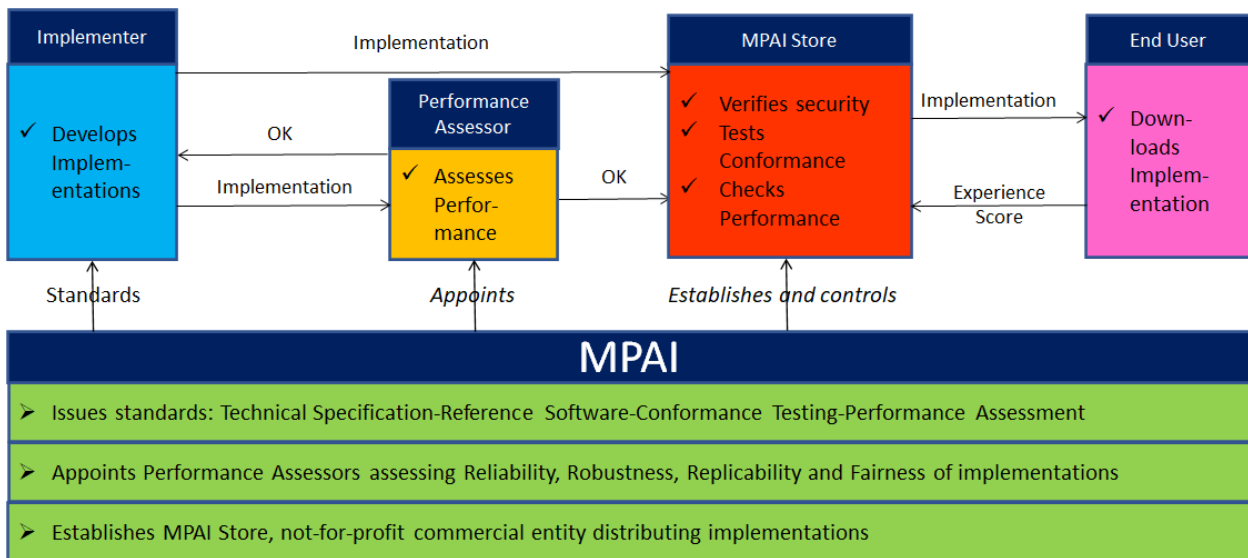 Implementer
✓ Develops
Implem-
entations
Implementation
OK
Implementation
Performance
Assessor
✓ Assesses
Perfor-
mance
OK
MPAI Store
✓ Verifies security
✓ Tests
Conformance
✓ Checks
Performance
Implementation
Experience
Score
End User
✓ Down-
loads
Implem-
entation
Standards
Appoints
Establishes and controls
MPAI
➢ Issues standards: Technical Specification-Reference Software-Conformance Testing-Performance Assessment
➢ Appoints Performance Assessors assessing Reliability, Robustness, Replicability and Fairness of implementations
➢ Establishes MPAI Store, not-for-profit commercial entity distributing implementations